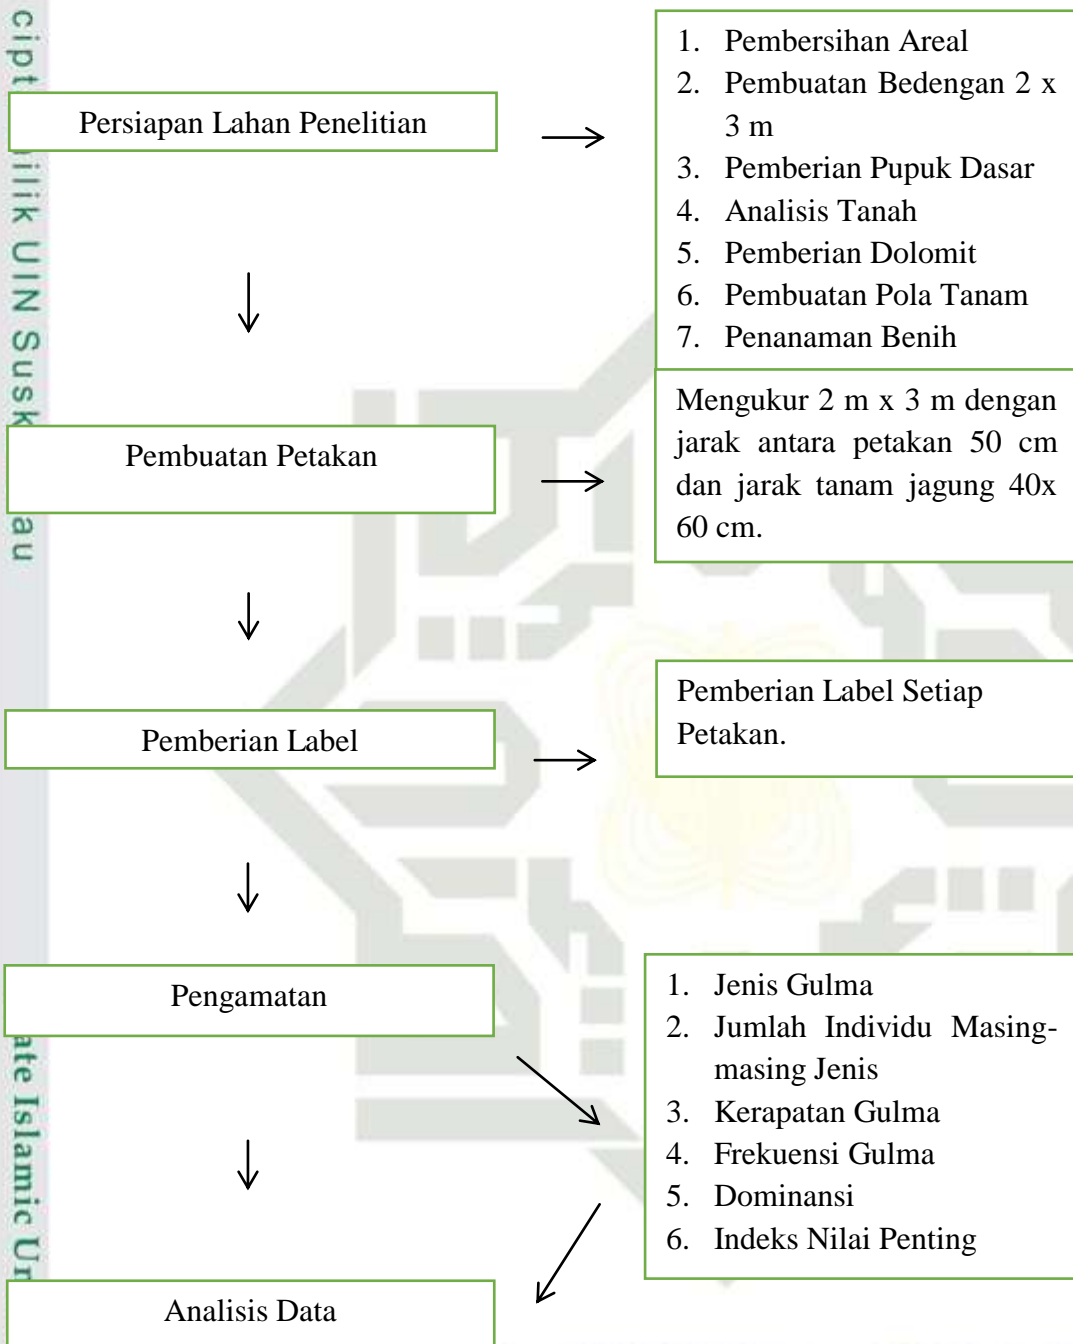 Persiapan Lahan Penelitian
1. Pembersihan Areal
2. Pembuatan Bedengan 2 x
3 m
3. Pemberian Pupuk Dasar
4. Analisis Tanah
5. Pemberian Dolomit
6. Pembuatan Pola Tanam
7. Penanaman Benih
Pembuatan Petakan
Mengukur 2 m x 3 m dengan
jarak antara petakan 50 cm
dan jarak tanam jagung 40x
60 cm.
Pemberian Label
Pemberian Label Setiap
Petakan.
Pengamatan
1. Jenis Gulma
2. Jumlah Individu Masing-
masing Jenis
3. Kerapatan Gulma
4. Frekuensi Gulma
5. Dominansi
6. Indeks Nilai Penting
Analisis Data
UIN
Islamic